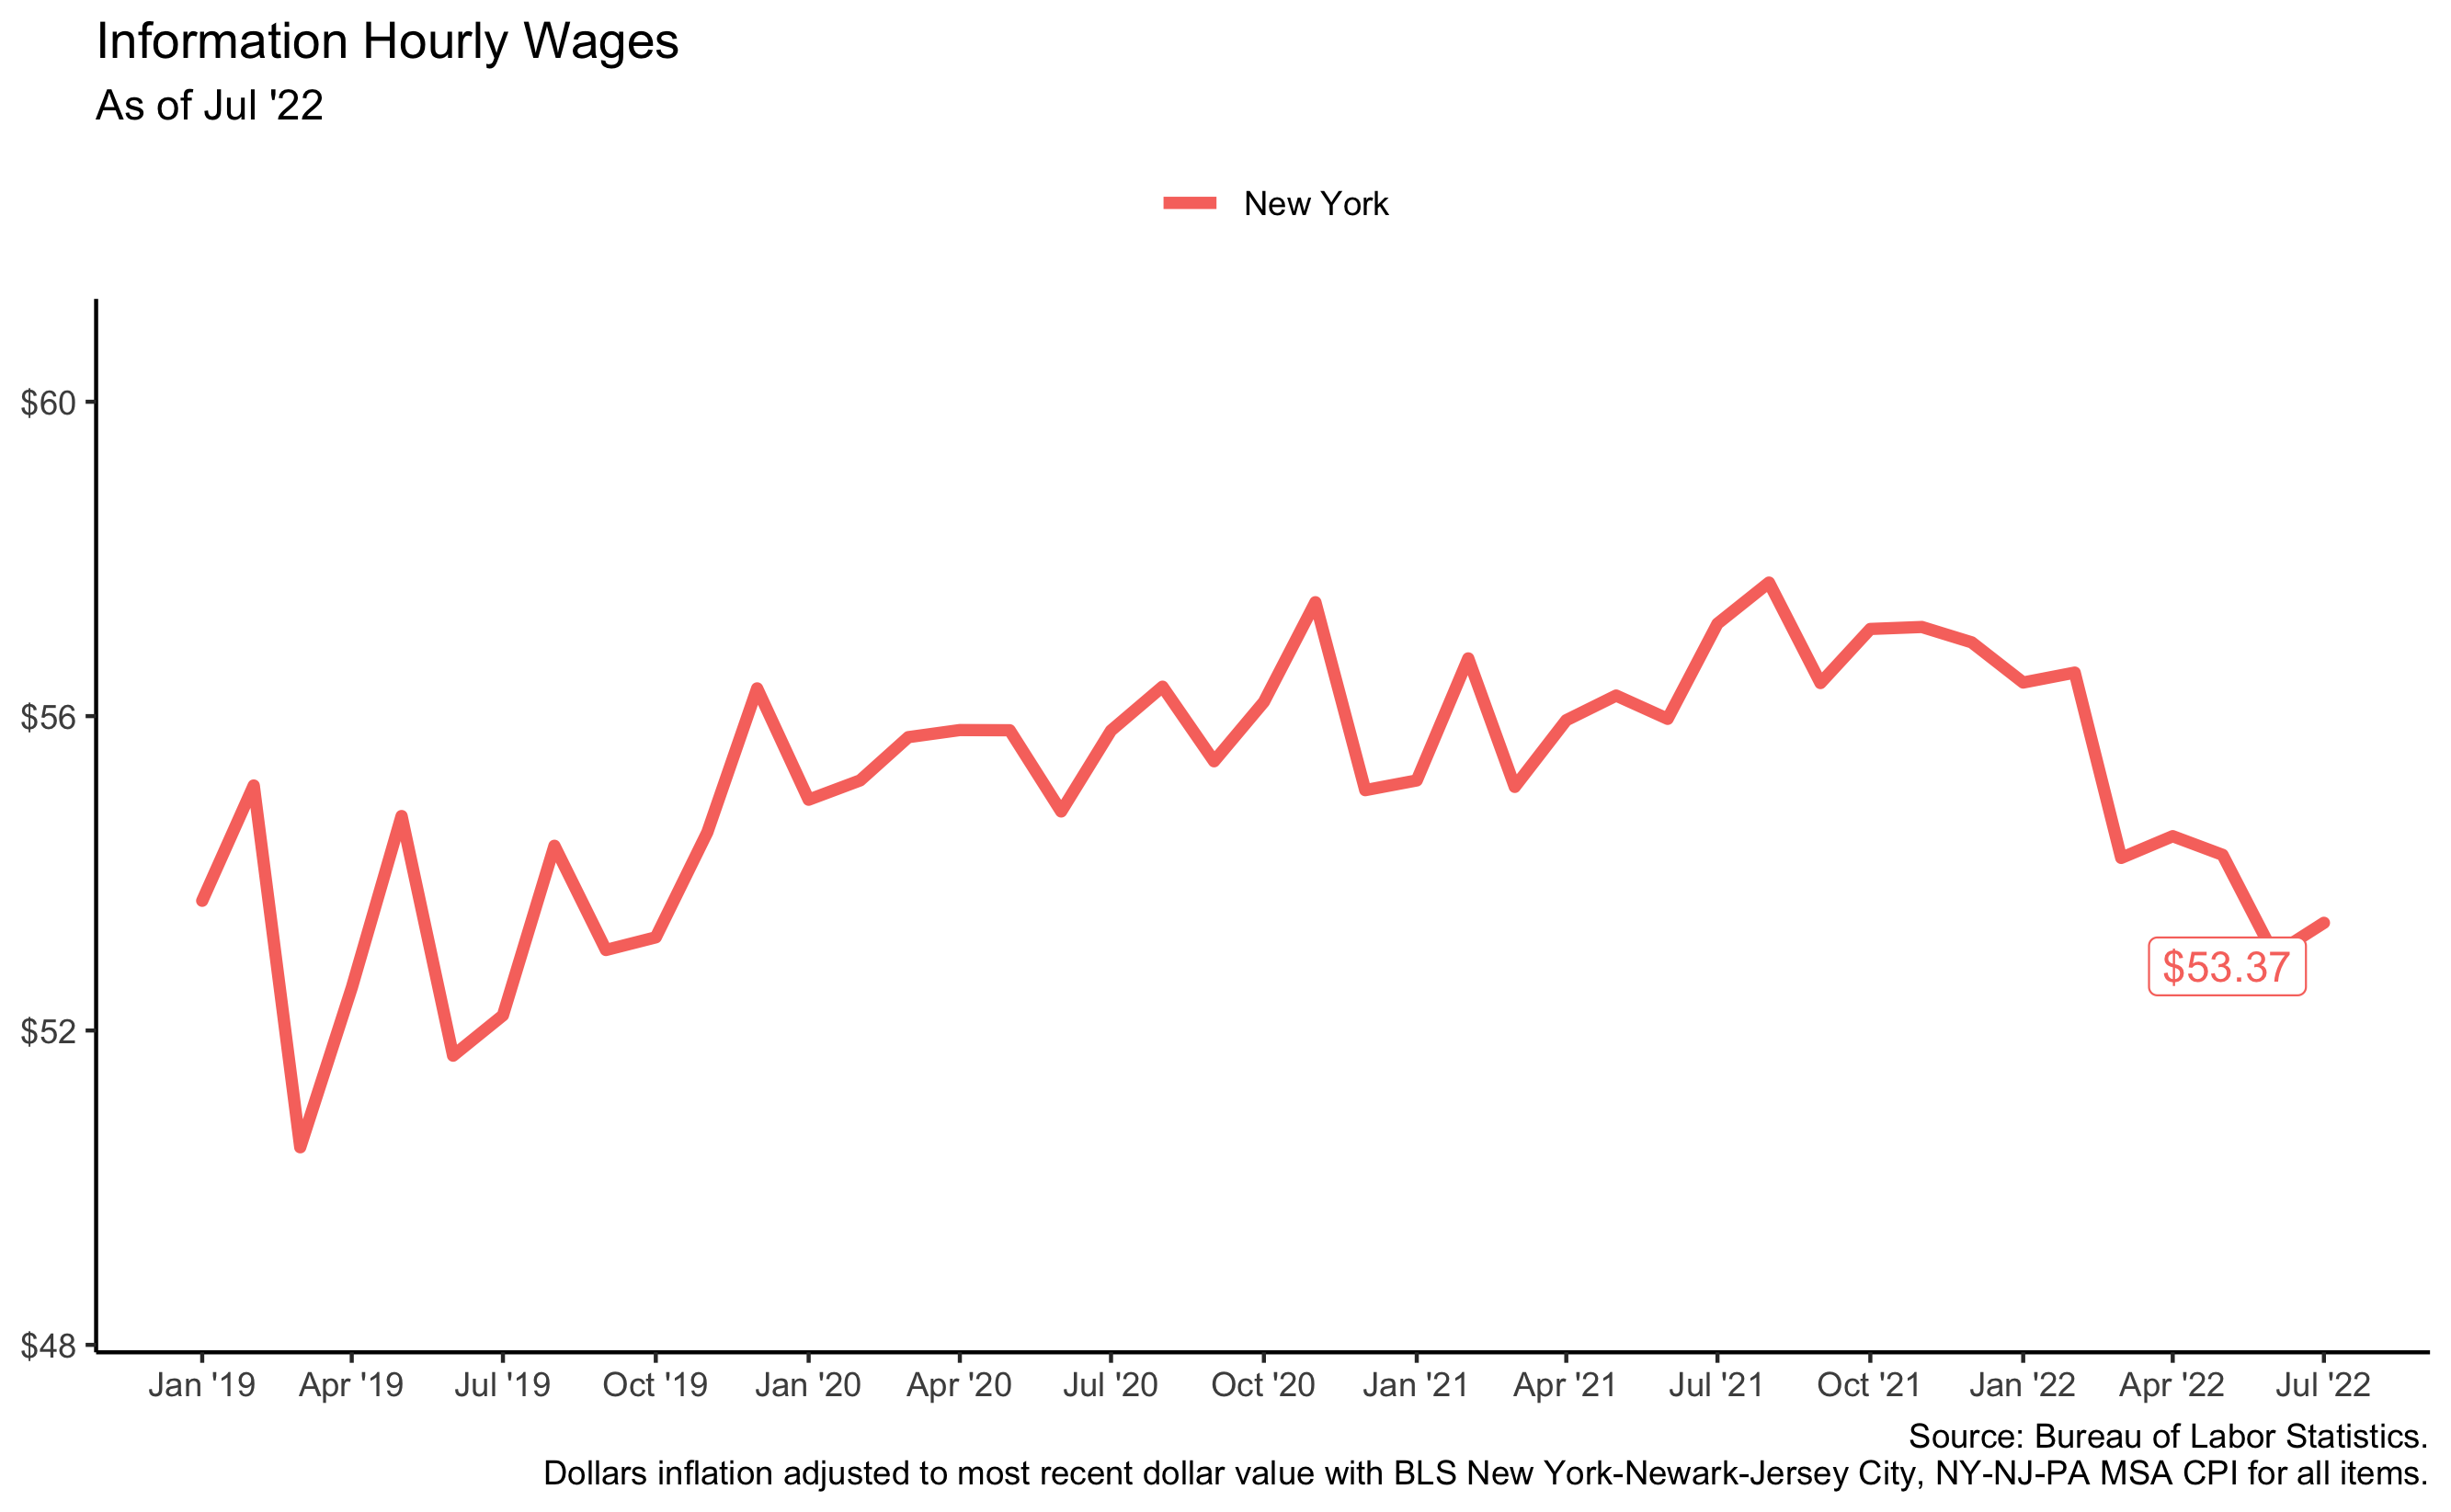 Information Hourly Wages
As of Jul '22
New York
$60
$56
$52
$48
$53.37
Jan '19 Apr '19 Jul '19 Oct '19 Jan '20 Apr '20 Jul '20 Oct '20 Jan '21 Apr '21 Jul '21 Oct '21 Jan '22 Apr '22 Jul '22
Source: Bureau of Labor Statistics.
Dollars inflation adjusted to most recent dollar value with BLS New York-Newark-Jersey City, NY-NJ-PA MSA CPI for all items.